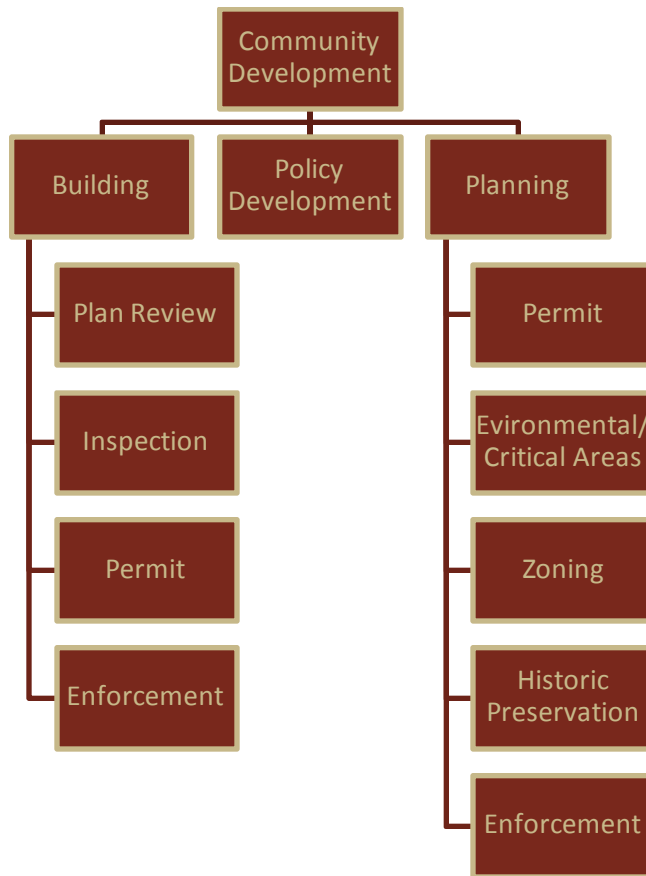 Community
Development
Building
Policy
Development
Planning
Plan Review
Inspection
Permit
Enforcement
Permit
Evironmental/
Critical Areas
Zoning
Historic
Preservation
Enforcement